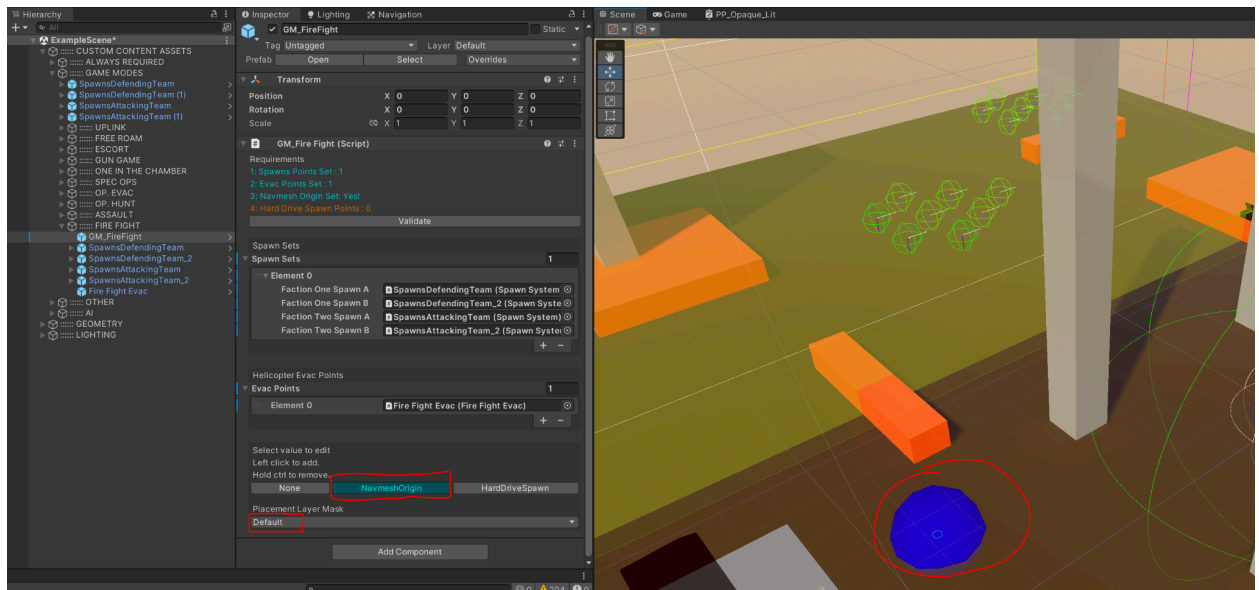 Hierarchy
All
ExampleScene*
:::::: CUSTOM CONTENT ASSETS
:::::: ALWAYS REQUIRED
:::::: GAME MODES
SpawnsDefendingTeam
SpawnsDefendingTeam (1)
SpawnsAttackingTeam
SpawnsAttackingTeam (1)
:::::: UPLINK
:::::: FREE ROAM
:::::: ESCORT
:::::: GUN GAME
:::::: ONE IN THE CHAMBER
:::::: SPEC OPS
:::::: OP. EVAC
:::::: OP. HUNT
:::::: ASSAULT
:::::: FIRE FIGHT
GM_FireFight
SpawnsDefendingTeam
SpawnsDefendingTeam_2
SpawnsAttackingTeam
SpawnsAttackingTeam_2
Fire Fight Evac
:::::: OTHER
:::::: AI
:::::: GEOMETRY
:::::: LIGHTING
Inspector Lighting Navigation
GM_FireFight Static
Tag Untagged Layer Default
Prefab Open Select Overrides
Transform
Position X 0 Y 0 Z 0
Rotation X 0 Y 0 Z 0
Scale X 1 Y 1 Z 1
GM_Fire Fight (Script)
Requirements
1: Spawns Points Set : 1
2: Evac Points Set : 1
3: Navmesh Origin Set: Yes!
4: Hard Drive Spawn Points : 0
Validate
Spawn Sets
Spawn Sets 1
Element 0
Faction One Spawn A SpawnsDefendingTeam (Spawn System
Faction One Spawn B SpawnsDefendingTeam_2 (Spawn Syste
Faction Two Spawn A SpawnsAttackingTeam (Spawn System)
Faction Two Spawn B SpawnsAttackingTeam_2 (Spawn System
+ −
Helicopter Evac Points
Evac Points 1
Element 0 Fire Fight Evac (Fire Fight Evac)
+ −
Select value to edit
Left click to add.
Hold ctrl to remove.
None NavmeshOrigin HardDriveSpawn
Placement Layer Mask
Default
Add Component
Scene Game PP_Opaque_Lit